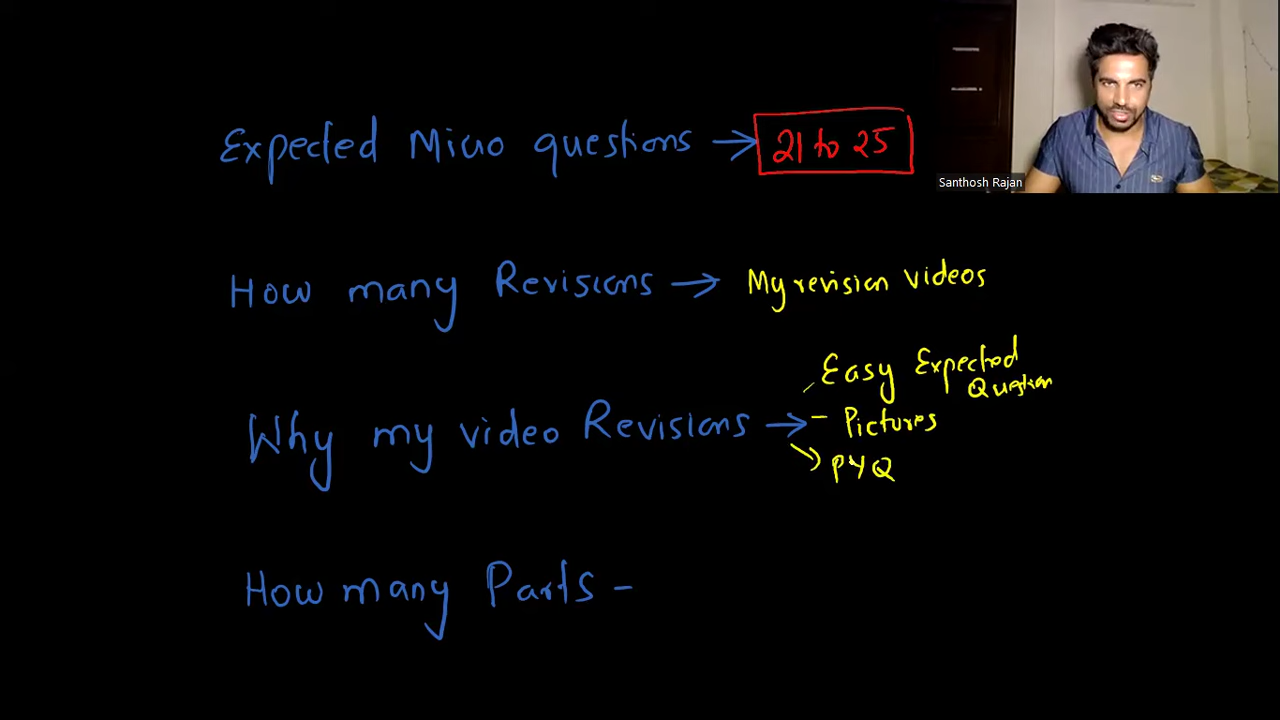 Expected Micro questions → 21 to 25
Santhosh Rajan
How many Revisions → My revision videos
Why my video Revisions → Easy Expected Question
- Pictures
PYQ
How many Parts -